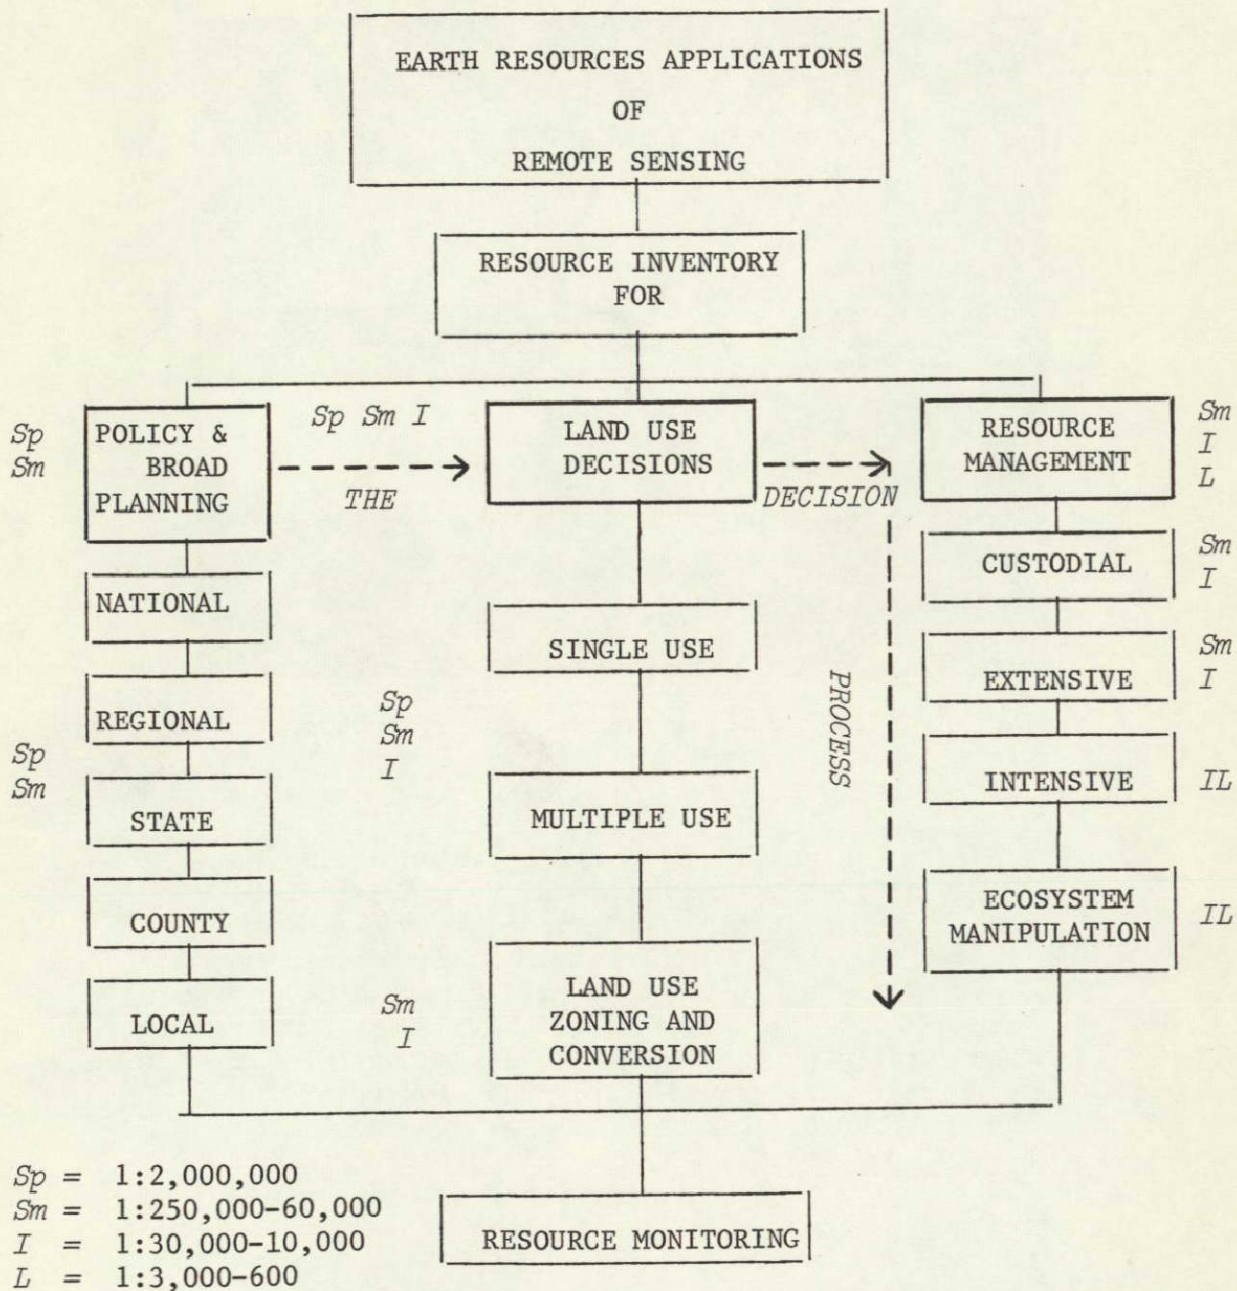 EARTH RESOURCES APPLICATIONS
OF
REMOTE SENSING
RESOURCE INVENTORY
FOR
Sp
Sm
POLICY &
BROAD
PLANNING
Sp Sm I
THE
LAND USE
DECISIONS
DECISION
RESOURCE
MANAGEMENT
Sm
I
L
NATIONAL
REGIONAL
Sp
Sm
STATE
COUNTY
LOCAL
SINGLE USE
Sp
Sm
I
MULTIPLE USE
Sm
I
LAND USE
ZONING AND
CONVERSION
PROCESS
CUSTODIAL
Sm
I
EXTENSIVE
Sm
I
INTENSIVE
IL
ECOSYSTEM
MANIPULATION
IL
Sp = 1:2,000,000
Sm = 1:250,000-60,000
I = 1:30,000-10,000
L = 1:3,000-600
RESOURCE MONITORING